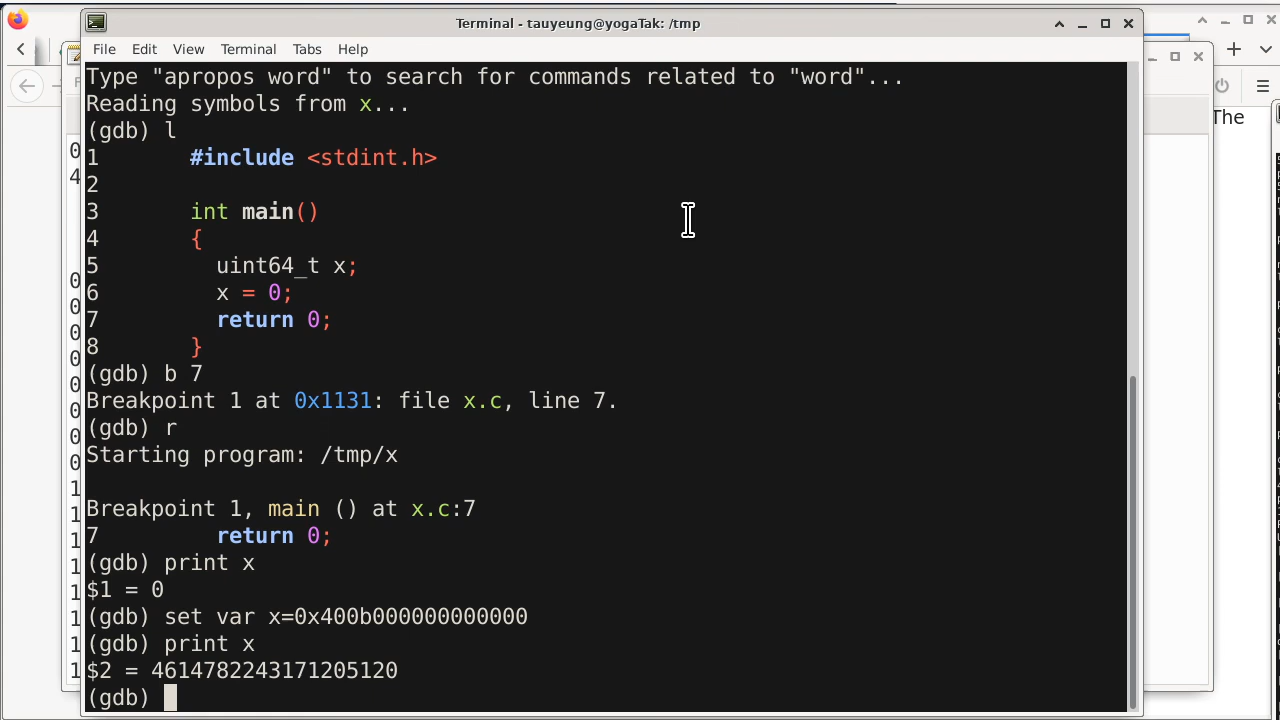 Terminal - tauyeung@yogaTak: /tmp
File Edit View Terminal Tabs Help
Type "apropos word" to search for commands related to "word"...
Reading symbols from x...
(gdb) l
1 #include <stdint.h>
2
3 int main()
4 {
5 uint64_t x;
6 x = 0;
7 return 0;
8 }
(gdb) b 7
Breakpoint 1 at 0x1131: file x.c, line 7.
(gdb) r
Starting program: /tmp/x
Breakpoint 1, main () at x.c:7
7 return 0;
(gdb) print x
$1 = 0
(gdb) set var x=0x400b000000000000
(gdb) print x
$2 = 4614782243171205120
(gdb)
The